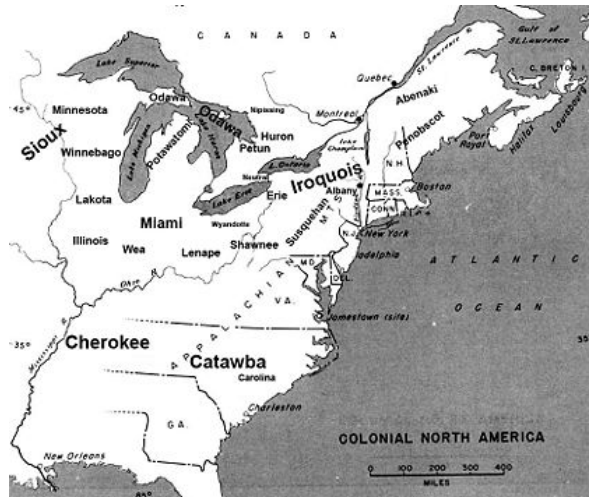 Gulf of
St. Lawrence
CANADA
St. Lawrence R.
C. BRETON I.
Lake Superior
Quebec
Louisbourg
Abenaki
Odawa
Nipissing
45°
Minnesota
Odawa
Montreal
Halifax
Sioux
Huron
Penobscot
Port
Royal
Lake Huron
Potawatomi
Petun
Lake
Champlain
Winnebago
Lake Michigan
N.H.
L. Ontario
Neutral
Iroquois
Boston
Erie
Albany
MASS.
Lakota
Lake Erie
CONN.
R.I.
Miami
Wyandotte
Susquehan
MTS.
Illinois
Wea
Shawnee
New York
Lenape
N.J.
adelphia
ATLANTIC
MD.
DEL.
Ohio R.
VA.
OCEAN
Jamestown (site)
Mississippi R.
APPALACHIAN
35°
Cherokee
35
Catawba
Carolina
Charleston
GA.
COLONIAL NORTH AMERICA
New Orleans
0 100 200 300 400
MILES